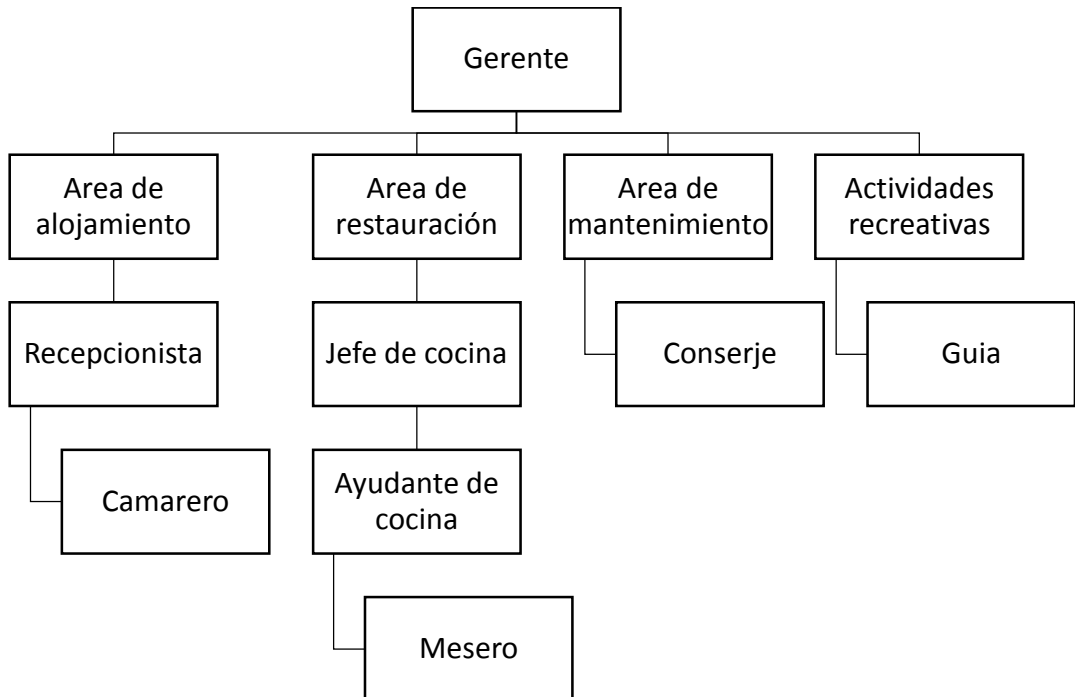 Gerente
Area de
alojamiento
Area de
restauración
Area de
mantenimiento
Actividades
recreativas
Recepcionista
Jefe de cocina
Conserje
Guia
Camarero
Ayudante de
cocina
Mesero